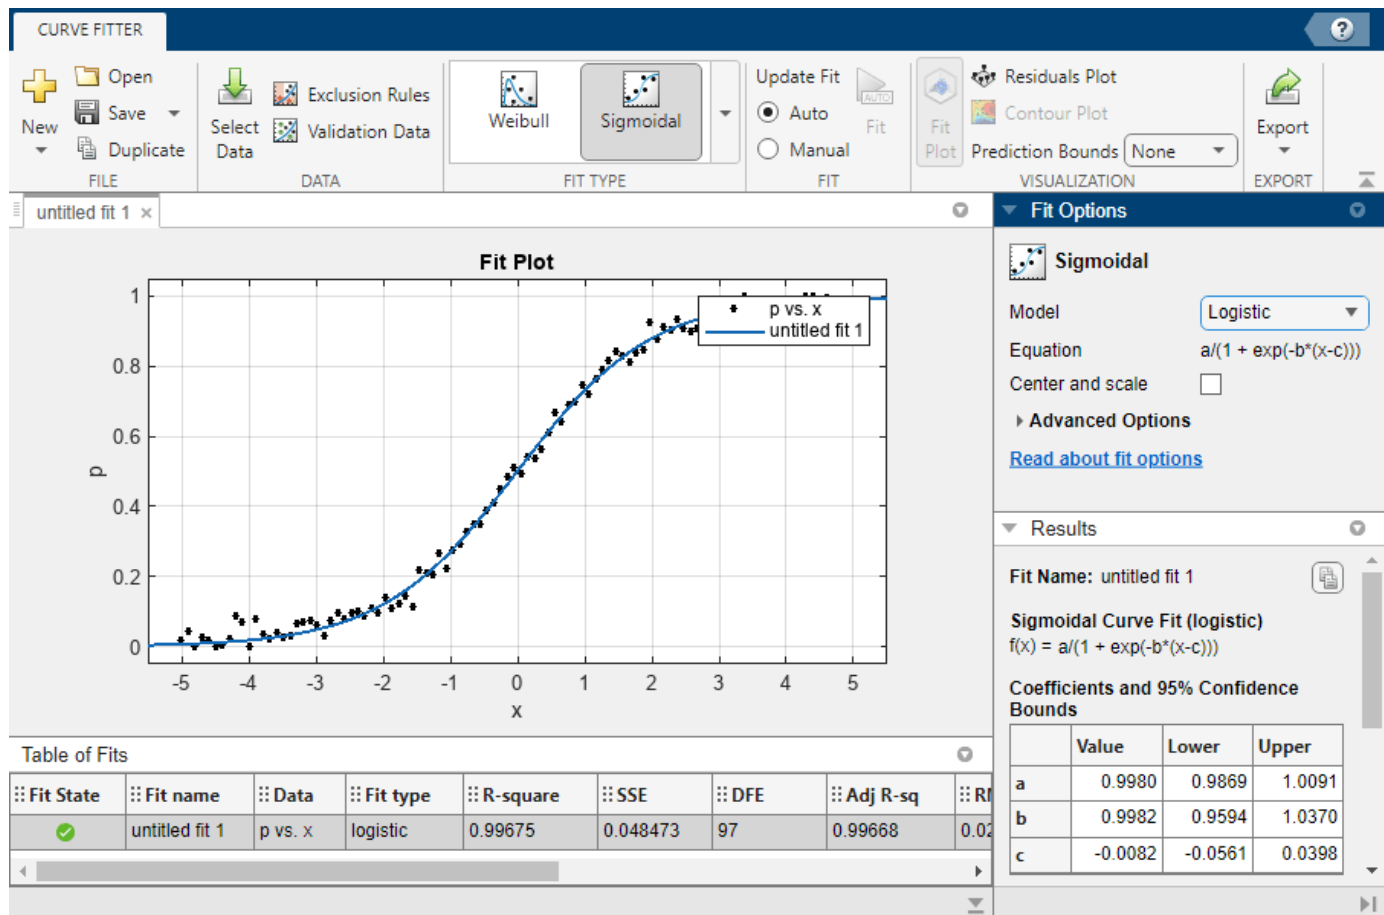 CURVE FITTER
?
New
Open
Save
Duplicate
FILE
Select
Data
Exclusion Rules
Validation Data
DATA
Weibull
Sigmoidal
FIT TYPE
Update Fit
Auto
Manual
AUTO
Fit
FIT
Fit
Plot
Residuals Plot
Contour Plot
Prediction Bounds None
VISUALIZATION
Export
EXPORT
untitled fit 1 ×
Fit Plot
p vs. x
untitled fit 1
1
0.8
0.6
0.4
0.2
0
p
-5 -4 -3 -2 -1 0 1 2 3 4 5
x
Table of Fits
Fit State Fit name Data Fit type R-square SSE DFE Adj R-sq
untitled fit 1 p vs. x logistic 0.99675 0.048473 97 0.99668 0.02
Fit Options
Sigmoidal
Model Logistic
Equation a/(1 + exp(-b*(x-c)))
Center and scale
Advanced Options
Read about fit options
Results
Fit Name: untitled fit 1
Sigmoidal Curve Fit (logistic)
f(x) = a/(1 + exp(-b*(x-c)))
Coefficients and 95% Confidence
Bounds
Value Lower Upper
a 0.9980 0.9869 1.0091
b 0.9982 0.9594 1.0370
c -0.0082 -0.0561 0.0398